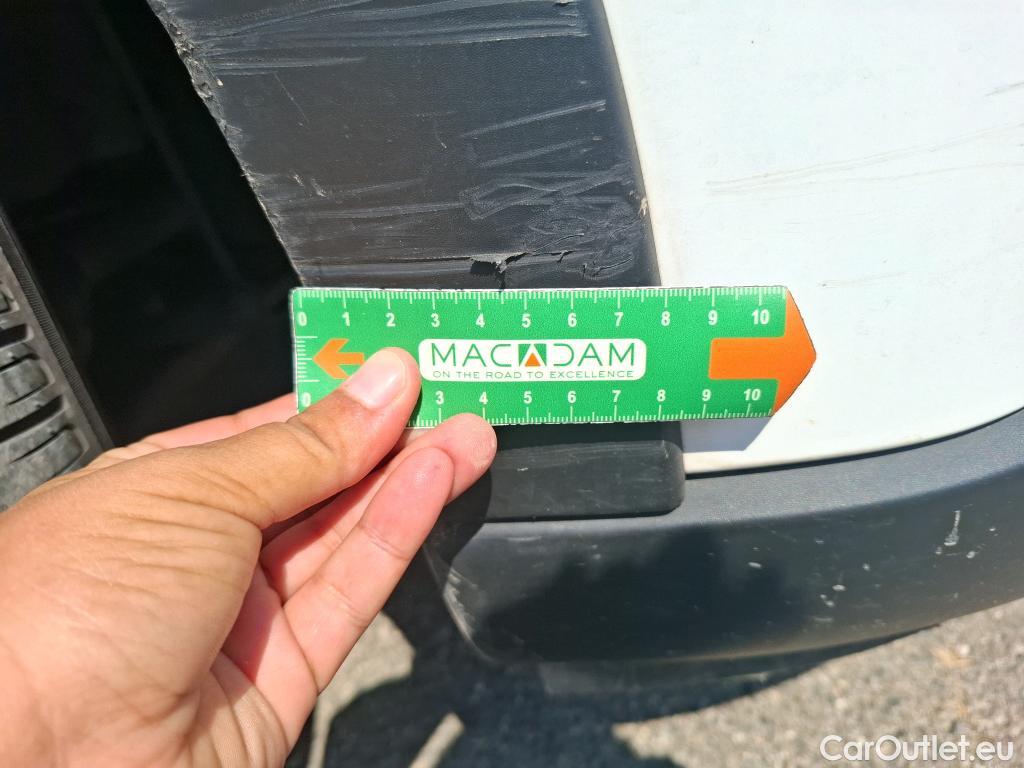 0 1 2 3 4 5 6 7 8 9 10
MACADAM
ON THE ROAD TO EXCELLENCE
0 3 4 5 6 7 8 9 10
CarOutlet.eu